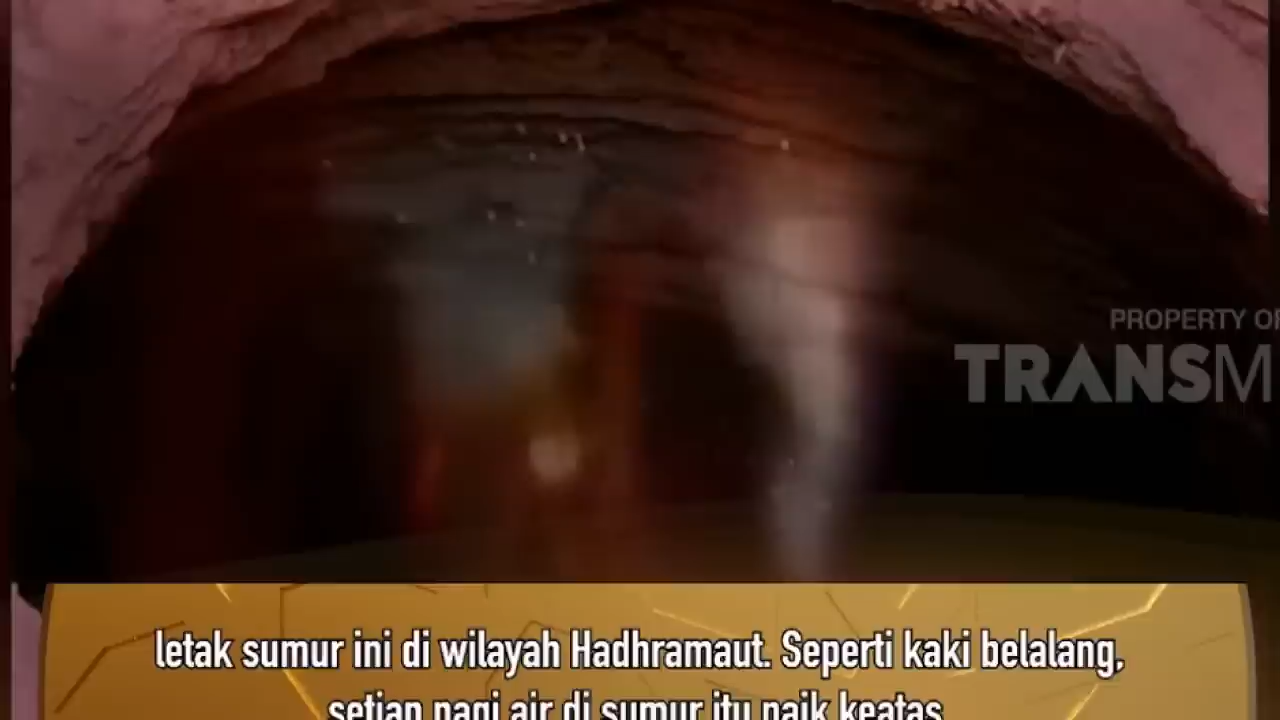 PROPERTY OF
TRANSM
letak sumur ini di wilayah Hadhramaut. Seperti kaki belalang,
setiap pagi air di sumur itu naik keatas